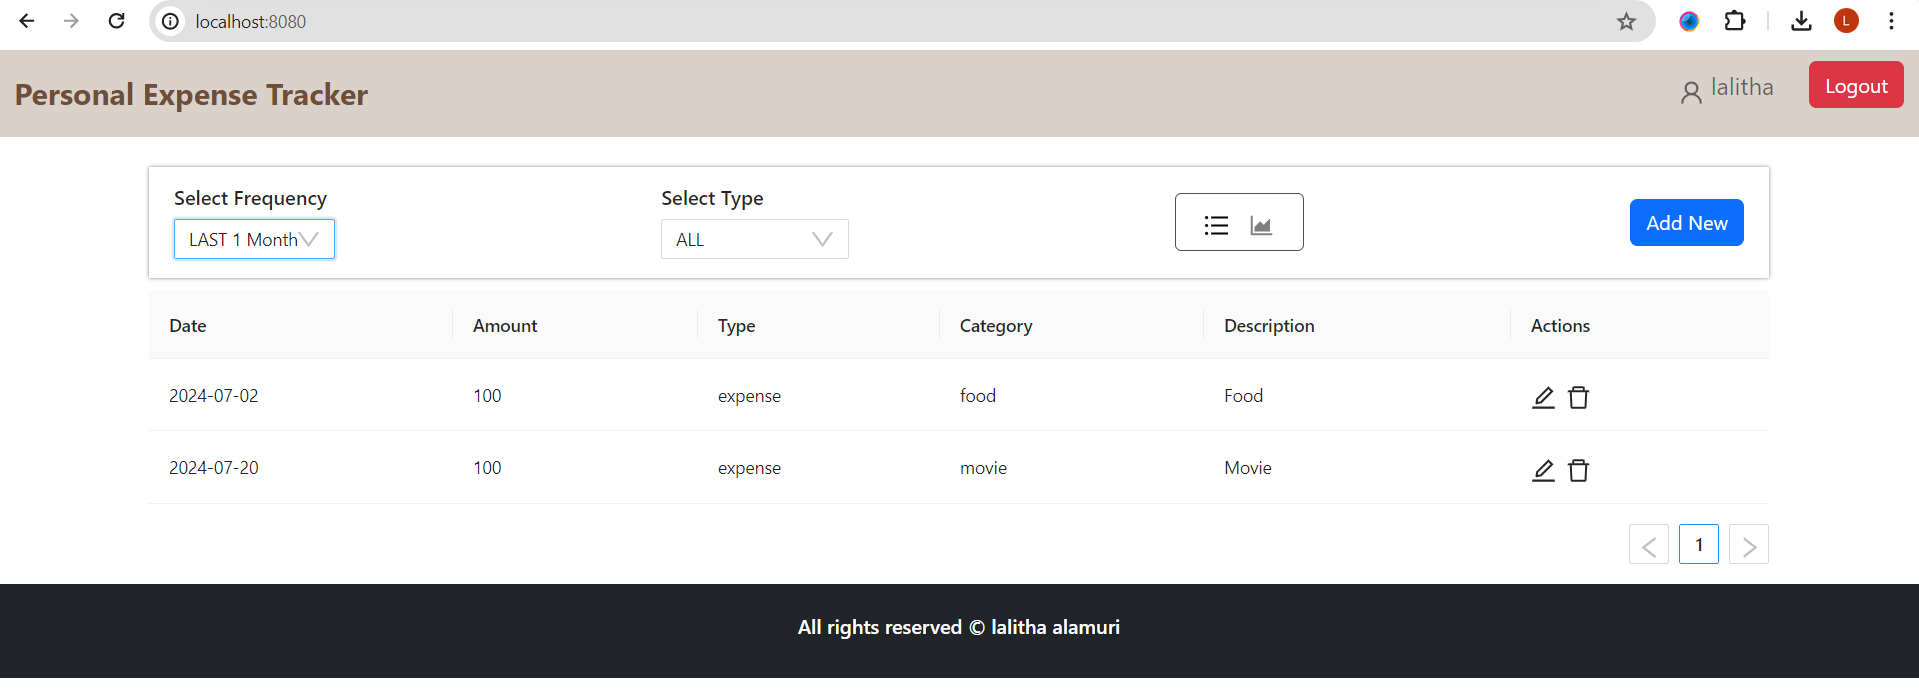 localhost:8080
L
Personal Expense Tracker
lalitha
Logout
Select Frequency
Select Type
LAST 1 Month
ALL
Add New
Date Amount Type Category Description Actions
2024-07-02 100 expense food Food
2024-07-20 100 expense movie Movie
1
All rights reserved © lalitha alamuri